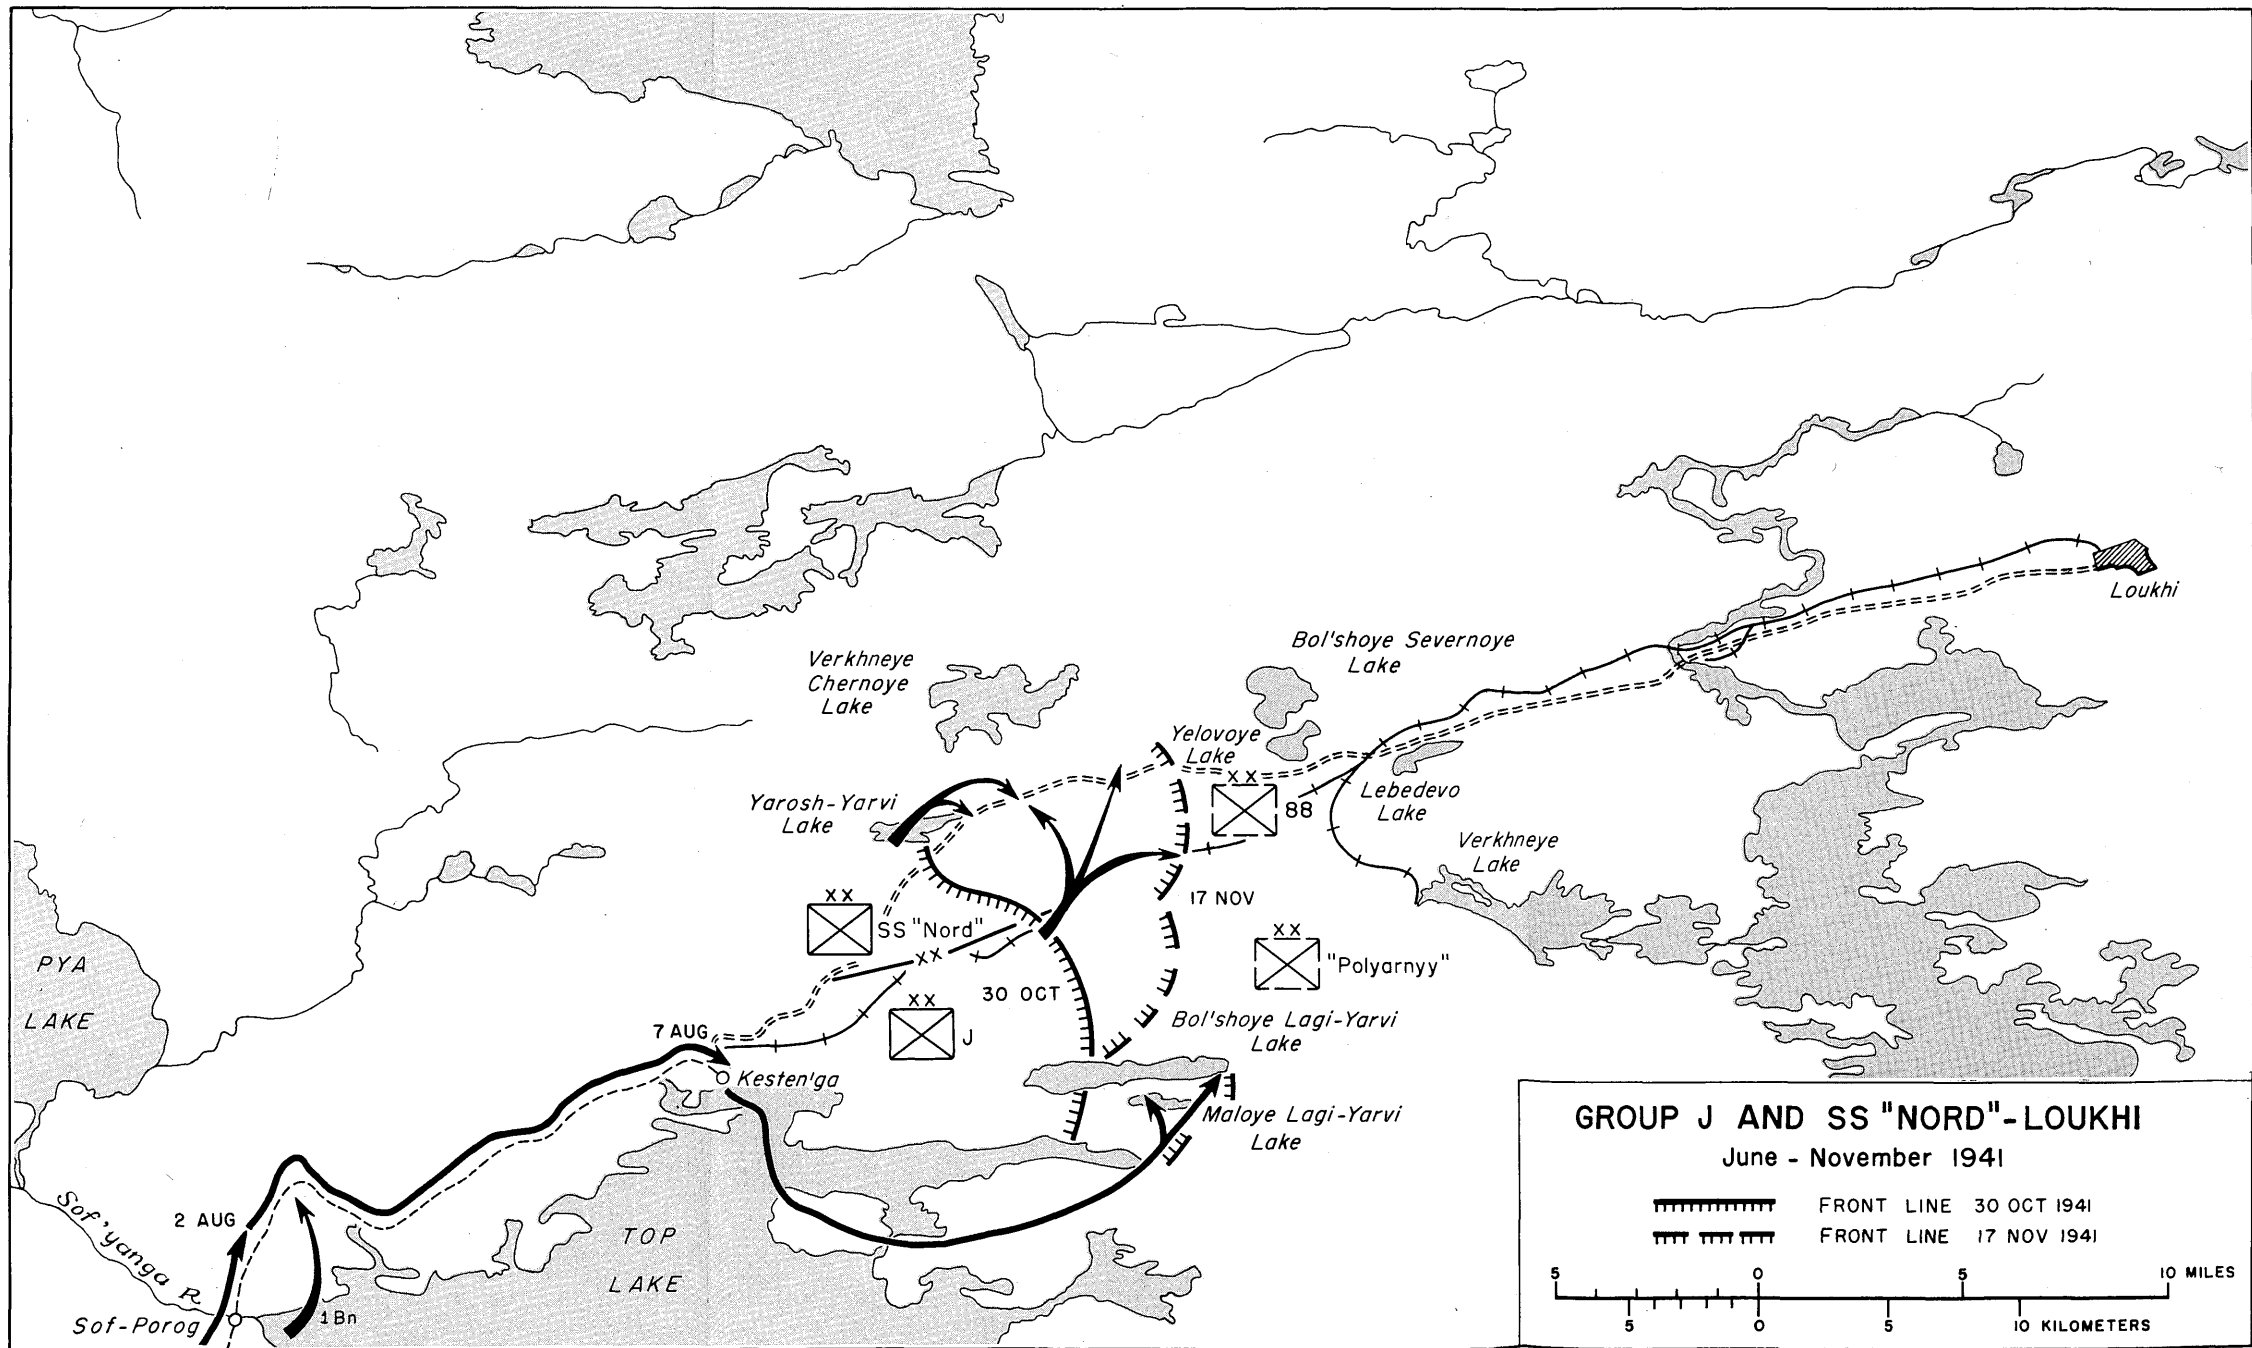 Verkhneye
Chernoye
Lake
Bol'shoye Severnoye
Lake
Loukhi
Yelovoye
Lake
Yarosh-Yarvi
Lake
XX
88
Lebedevo
Lake
Verkhneye
Lake
17 NOV
XX
SS "Nord"
XX
XX
"Polyarnyy"
PYA
LAKE
30 OCT
XX
J
7 AUG
Bol'shoye Lagi-Yarvi
Lake
Kesten'ga
Maloye Lagi-Yarvi
Lake
2 AUG
Sof'yanga R.
TOP
LAKE
Sof-Porog
1 Bn
GROUP J AND SS "NORD"-LOUKHI
June - November 1941
FRONT LINE 30 OCT 1941
FRONT LINE 17 NOV 1941
5 0 5 10 MILES
5 0 5 10 KILOMETERS